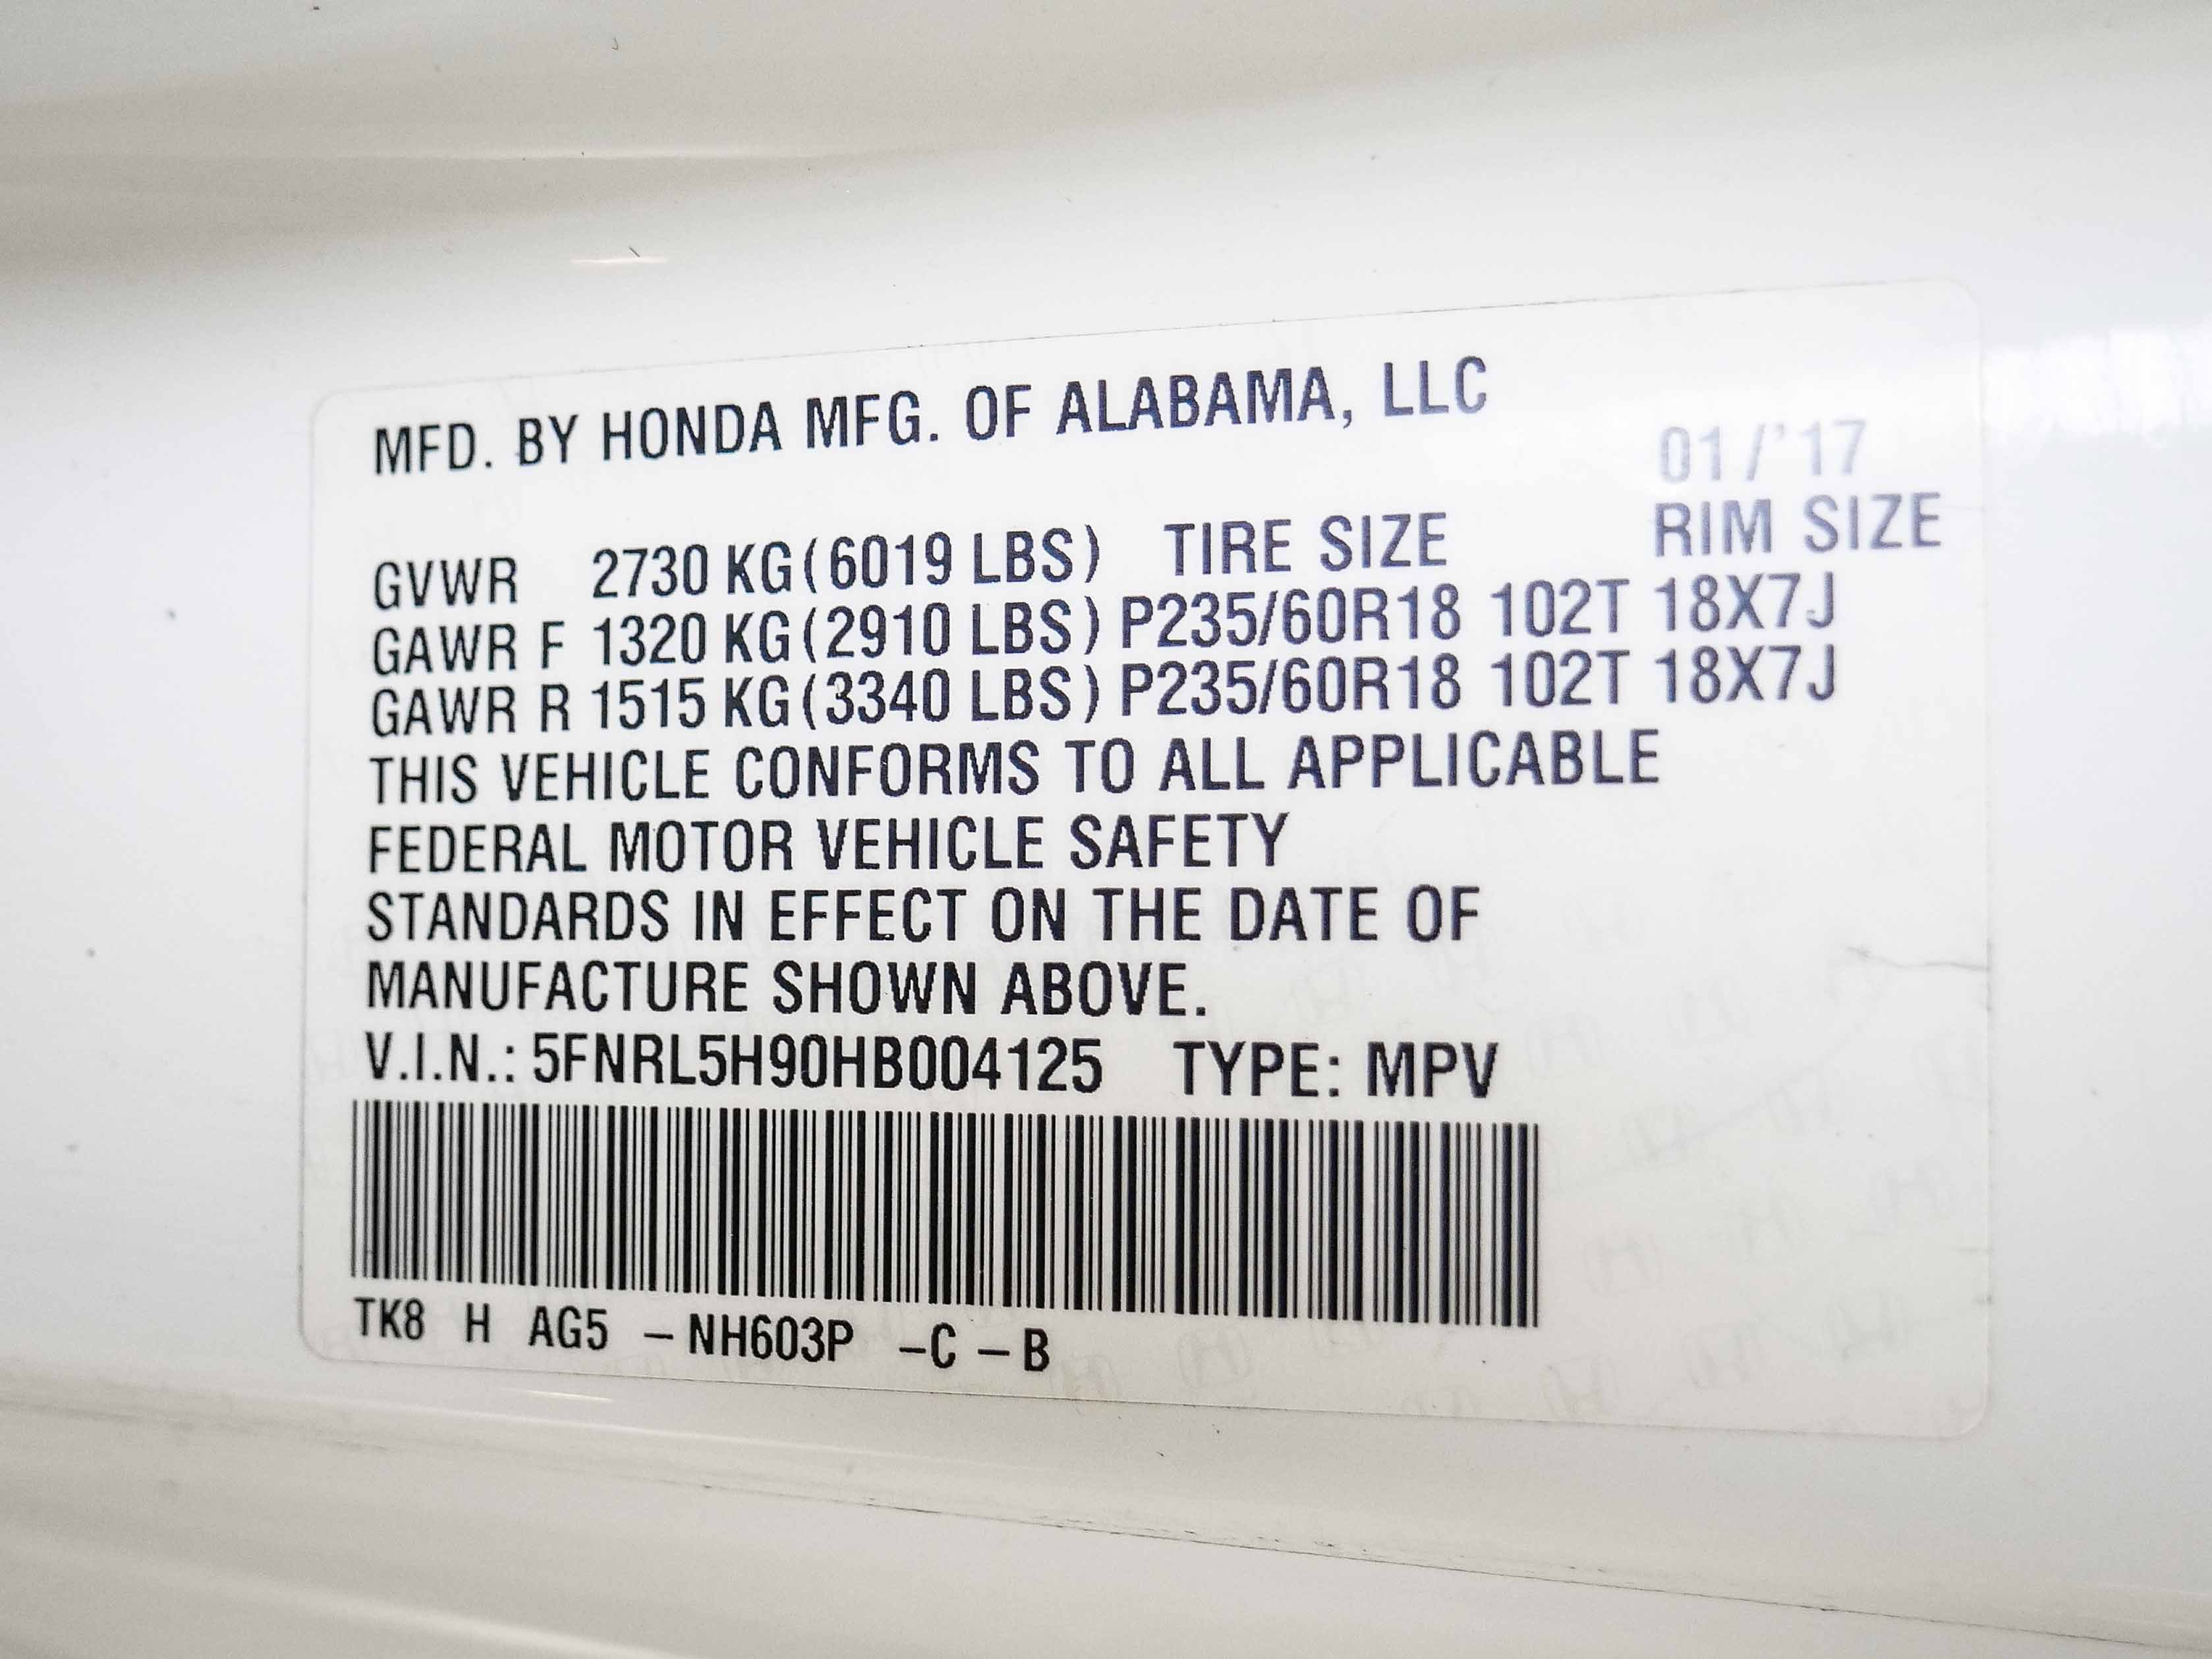 MFD. BY HONDA MFG. OF ALABAMA, LLC
01/'17
GVWR 2730 KG(6019 LBS) TIRE SIZE RIM SIZE
GAWR F 1320 KG(2910 LBS) P235/60R18 102T 18X7J
GAWR R 1515 KG(3340 LBS) P235/60R18 102T 18X7J
THIS VEHICLE CONFORMS TO ALL APPLICABLE
FEDERAL MOTOR VEHICLE SAFETY
STANDARDS IN EFFECT ON THE DATE OF
MANUFACTURE SHOWN ABOVE.
V.I.N.: 5FNRL5H90HB004125 TYPE: MPV
TK8 H AG5 –NH603P –C –B